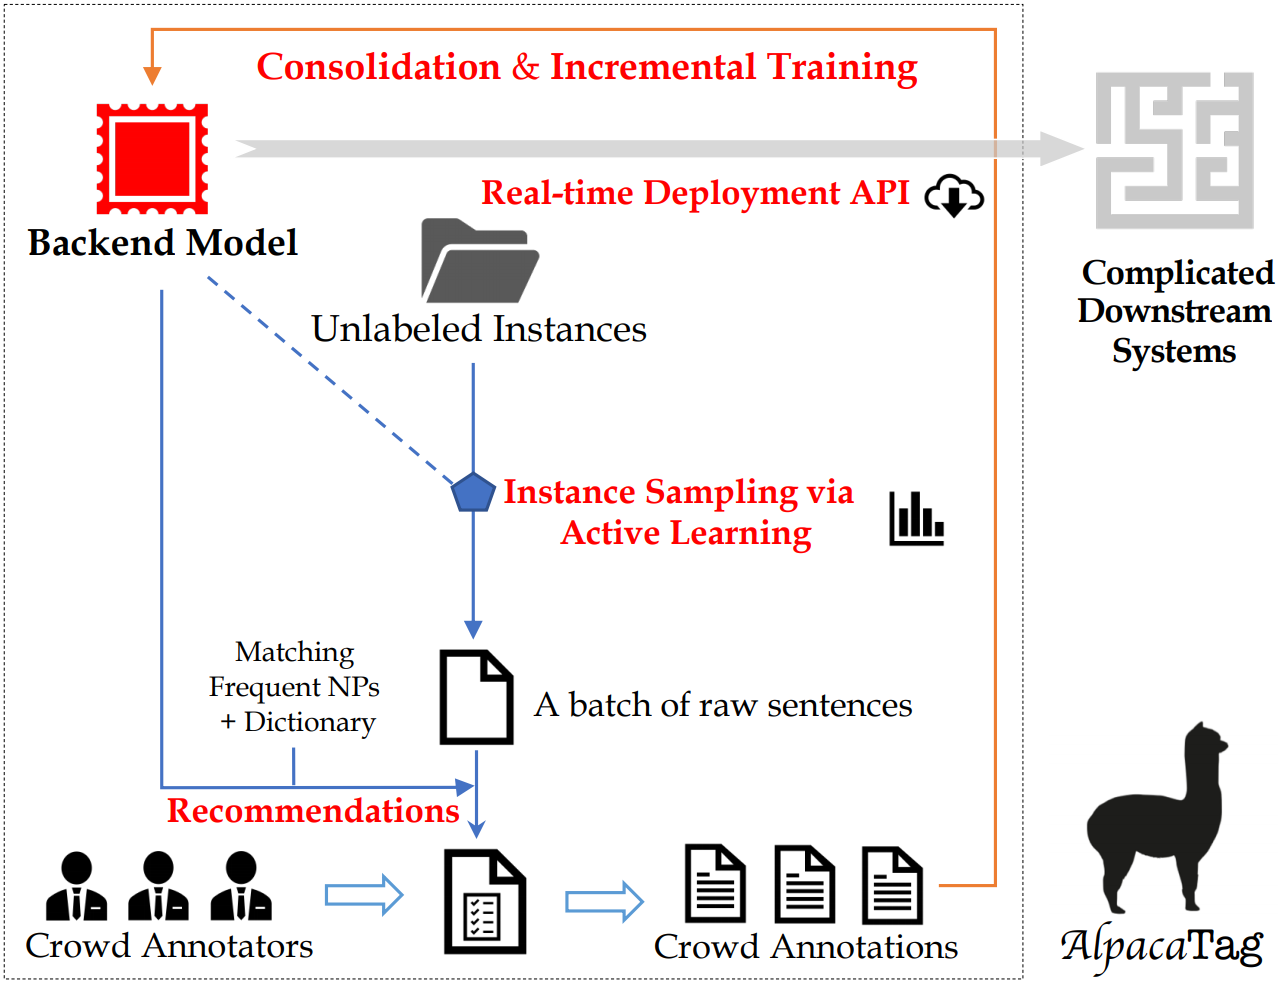 Consolidation & Incremental Training
Real-time Deployment API
Backend Model
Unlabeled Instances
Complicated
Downstream
Systems
Instance Sampling via
Active Learning
Matching
Frequent NPs
+ Dictionary
A batch of raw sentences
Recommendations
Crowd Annotators
Crowd Annotations
AlpacaTag